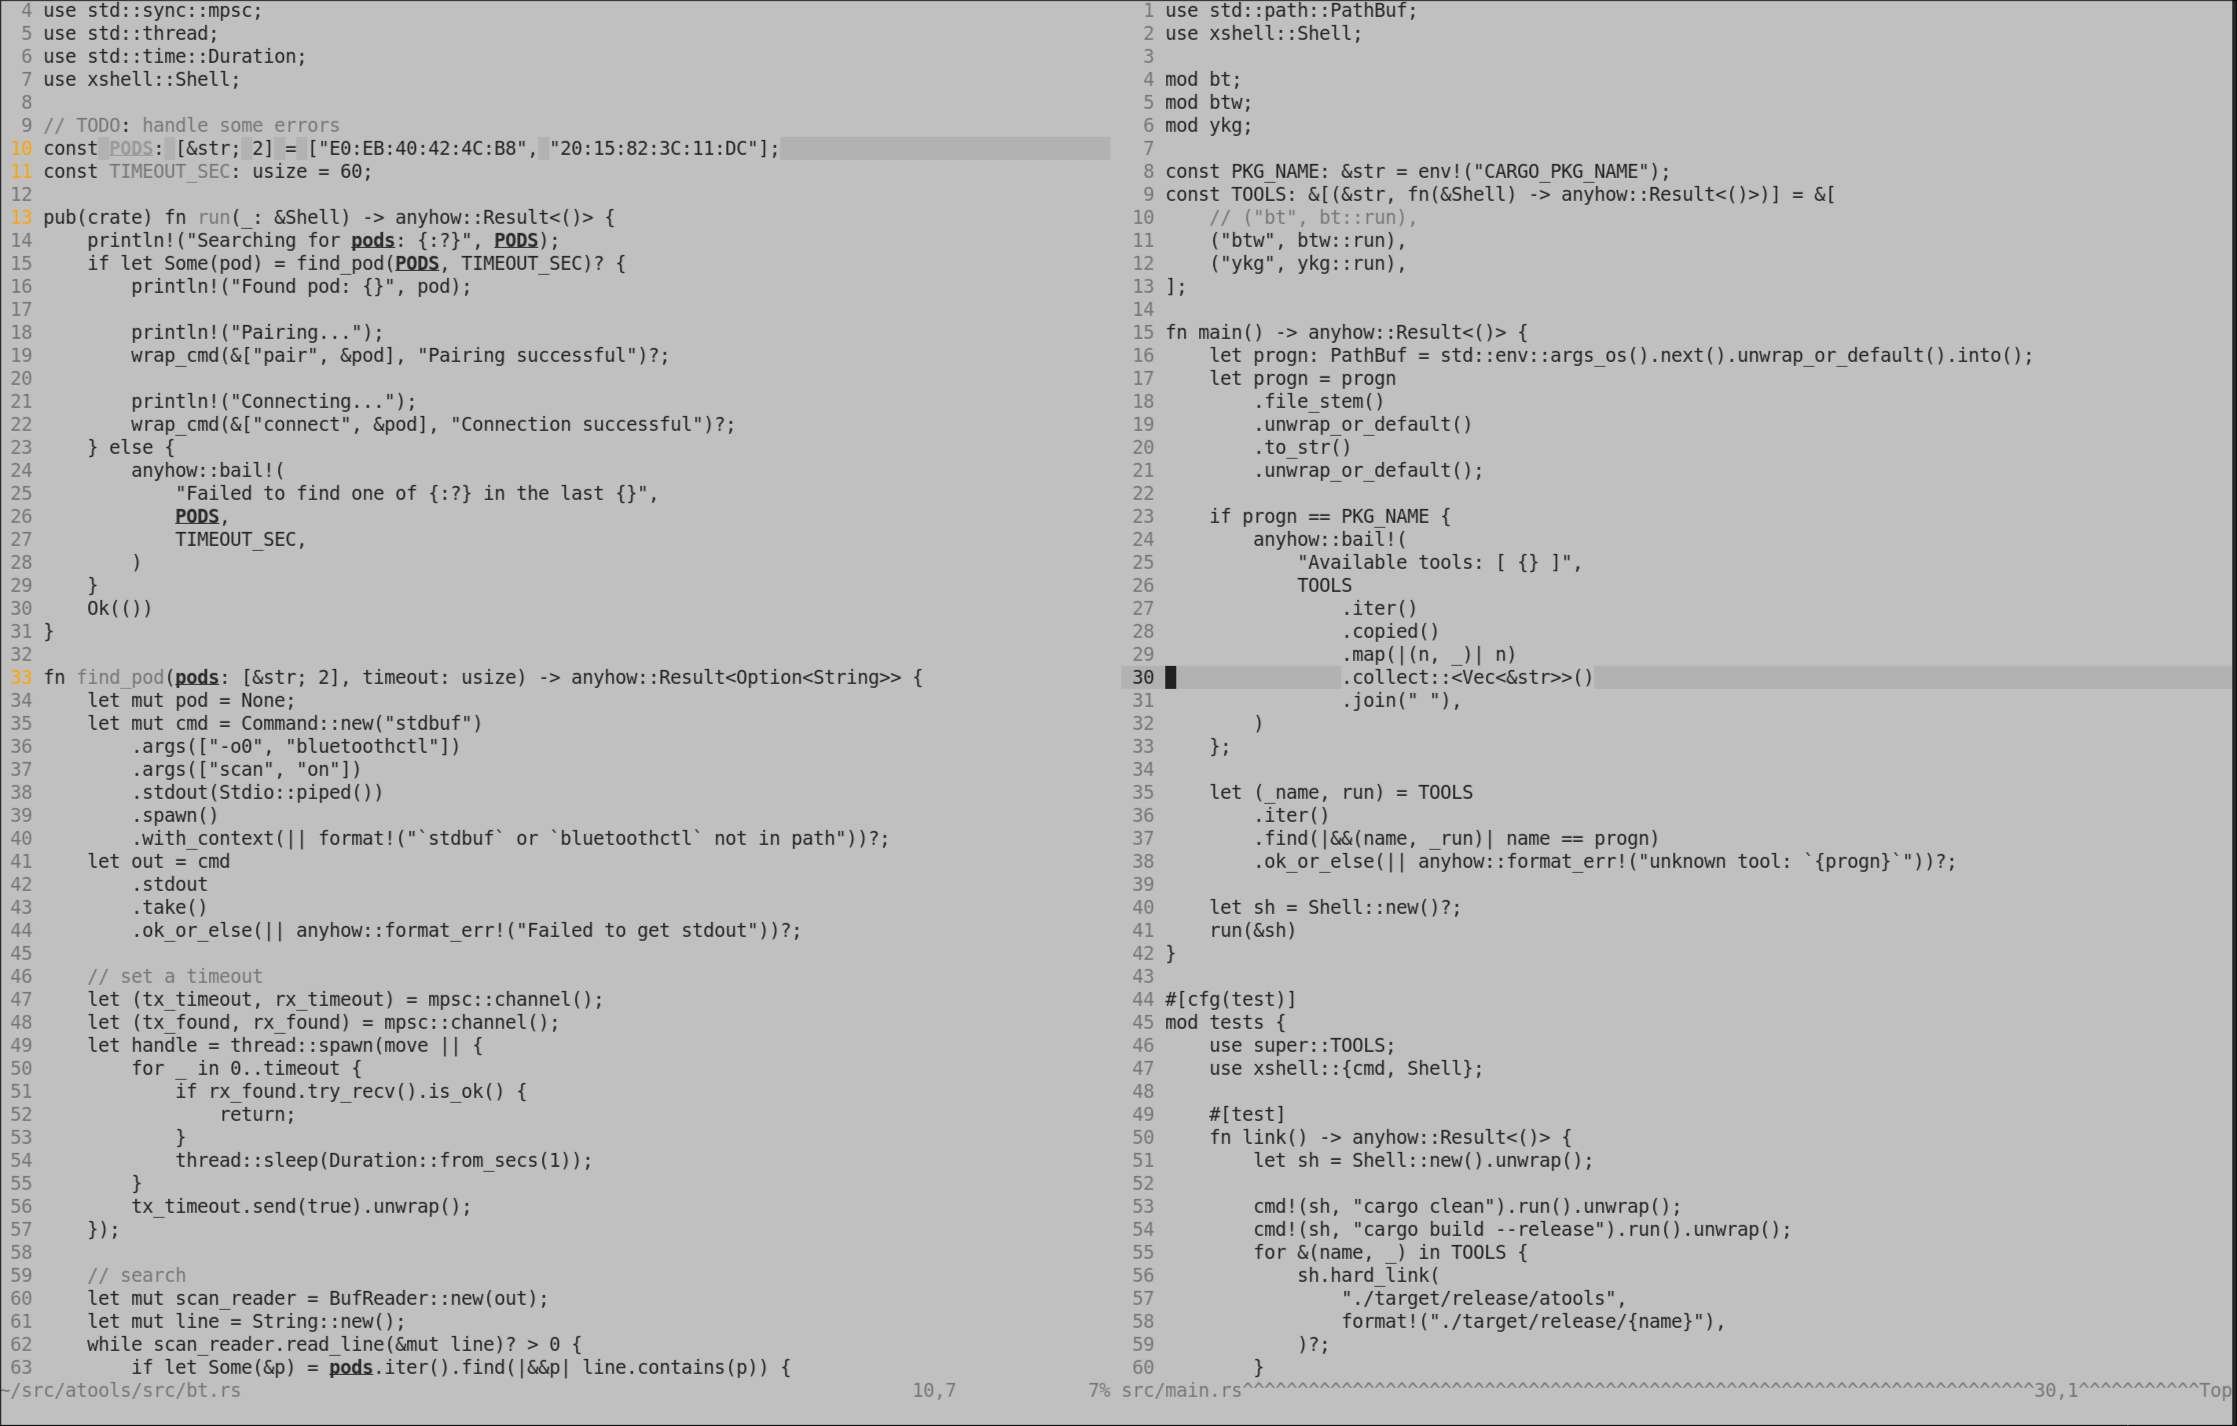 4 use std::sync::mpsc;
5 use std::thread;
6 use std::time::Duration;
7 use xshell::Shell;
8
9 // TODO: handle some errors
10 const PODS: [&str; 2] = ["E0:EB:40:42:4C:B8", "20:15:82:3C:11:DC"];
11 const TIMEOUT_SEC: usize = 60;
12
13 pub(crate) fn run(_: &Shell) -> anyhow::Result<()> {
14     println!("Searching for pods: {:?}", PODS);
15     if let Some(pod) = find_pod(PODS, TIMEOUT_SEC)? {
16         println!("Found pod: {}", pod);
17
18         println!("Pairing...");
19         wrap_cmd(&["pair", &pod], "Pairing successful")?;
20
21         println!("Connecting...");
22         wrap_cmd(&["connect", &pod], "Connection successful")?;
23     } else {
24         anyhow::bail!(
25             "Failed to find one of {:?} in the last {}",
26             PODS,
27             TIMEOUT_SEC,
28         )
29     }
30     Ok(())
31 }
32
33 fn find_pod(pods: [&str; 2], timeout: usize) -> anyhow::Result<Option<String>> {
34     let mut pod = None;
35     let mut cmd = Command::new("stdbuf")
36         .args(["-o0", "bluetoothctl"])
37         .args(["scan", "on"])
38         .stdout(Stdio::piped())
39         .spawn()
40         .with_context(|| format!("`stdbuf` or `bluetoothctl` not in path"))?;
41     let out = cmd
42         .stdout
43         .take()
44         .ok_or_else(|| anyhow::format_err!("Failed to get stdout"))?;
45
46     // set a timeout
47     let (tx_timeout, rx_timeout) = mpsc::channel();
48     let (tx_found, rx_found) = mpsc::channel();
49     let handle = thread::spawn(move || {
50         for _ in 0..timeout {
51             if rx_found.try_recv().is_ok() {
52                 return;
53             }
54             thread::sleep(Duration::from_secs(1));
55         }
56         tx_timeout.send(true).unwrap();
57     });
58
59     // search
60     let mut scan_reader = BufReader::new(out);
61     let mut line = String::new();
62     while scan_reader.read_line(&mut line)? > 0 {
63         if let Some(&p) = pods.iter().find(|&&p| line.contains(p)) {
~/src/atools/src/bt.rs 10,7 7%
1 use std::path::PathBuf;
2 use xshell::Shell;
3
4 mod bt;
5 mod btw;
6 mod ykg;
7
8 const PKG_NAME: &str = env!("CARGO_PKG_NAME");
9 const TOOLS: &[(&str, fn(&Shell) -> anyhow::Result<()>)] = &[
10     // ("bt", bt::run),
11     ("btw", btw::run),
12     ("ykg", ykg::run),
13 ];
14
15 fn main() -> anyhow::Result<()> {
16     let progn: PathBuf = std::env::args_os().next().unwrap_or_default().into();
17     let progn = progn
18         .file_stem()
19         .unwrap_or_default()
20         .to_str()
21         .unwrap_or_default();
22
23     if progn == PKG_NAME {
24         anyhow::bail!(
25             "Available tools: [ {} ]",
26             TOOLS
27                 .iter()
28                 .copied()
29                 .map(|(n, _)| n)
30                 .collect::<Vec<&str>>()
31                 .join(" "),
32         )
33     };
34
35     let (_name, run) = TOOLS
36         .iter()
37         .find(|&&(name, _run)| name == progn)
38         .ok_or_else(|| anyhow::format_err!("unknown tool: `{progn}`"))?;
39
40     let sh = Shell::new()?;
41     run(&sh)
42 }
43
44 #[cfg(test)]
45 mod tests {
46     use super::TOOLS;
47     use xshell::{cmd, Shell};
48
49     #[test]
50     fn link() -> anyhow::Result<()> {
51         let sh = Shell::new().unwrap();
52
53         cmd!(sh, "cargo clean").run().unwrap();
54         cmd!(sh, "cargo build --release").run().unwrap();
55         for &(name, _) in TOOLS {
56             sh.hard_link(
57                 "./target/release/atools",
58                 format!("./target/release/{name}"),
59             )?;
60         }
src/main.rs^^^^^^^^^^^^^^^^^^^^^^^^^^^^^^^^^^^^^^^^^^^^^^^^^^^^^^^^^^^^^^^^^^^^^^^^30,1^^^^^^^^^^^Top